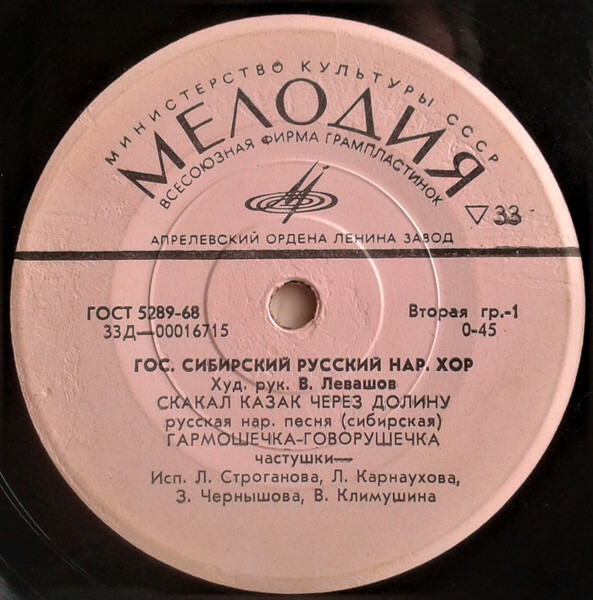 МИНИСТЕРСТВО КУЛЬТУРЫ СССР
МЕЛОДИЯ
ВСЕСОЮЗНАЯ ФИРМА ГРАМПЛАСТИНОК
▽ 33
АПРЕЛЕВСКИЙ ОРДЕНА ЛЕНИНА ЗАВОД
ГОСТ 5289-68 Вторая гр.-1
33Д—00016715 0-45
ГОС. СИБИРСКИЙ РУССКИЙ НАР. ХОР
Худ. рук. В. Левашов
СКАКАЛ КАЗАК ЧЕРЕЗ ДОЛИНУ
русская нар. песня (сибирская)
ГАРМОШЕЧКА-ГОВОРУШЕЧКА
частушки—
Исп. Л. Строганова, Л. Карнаухова,
З. Чернышова, В. Климушина